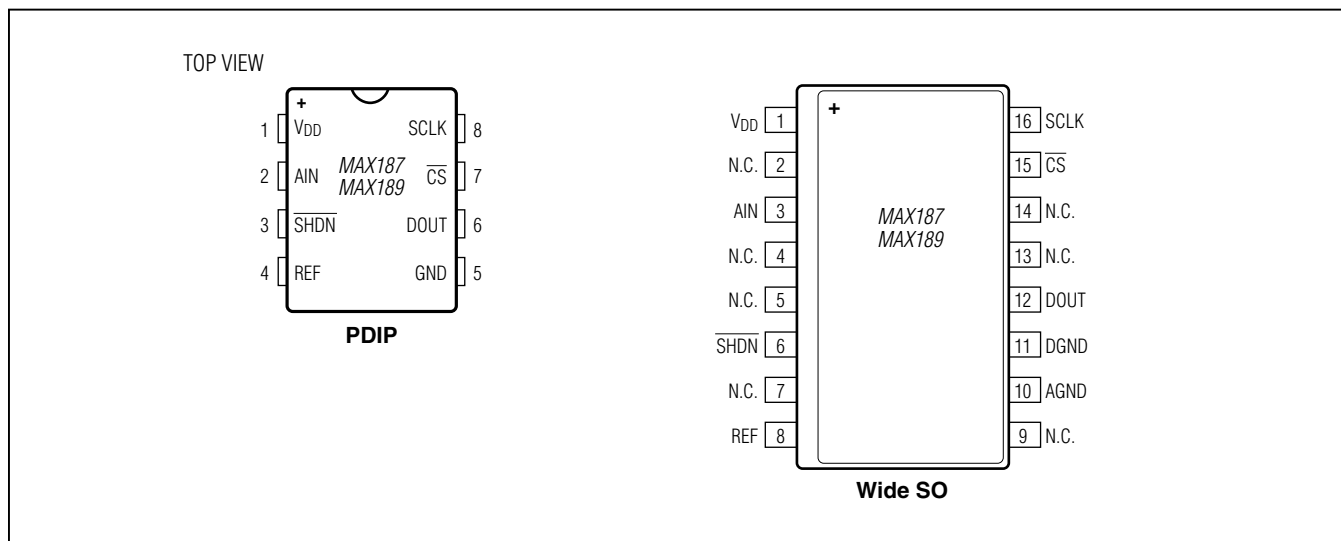 TOP VIEW
+
1 VDD SCLK 8
2 AIN MAX187 CS 7
MAX189
3 SHDN DOUT 6
4 REF GND 5
PDIP
+
VDD 1 16 SCLK
N.C. 2 15 CS
AIN 3 14 N.C.
MAX187
MAX189
N.C. 4 13 N.C.
N.C. 5 12 DOUT
SHDN 6 11 DGND
N.C. 7 10 AGND
REF 8 9 N.C.
Wide SO